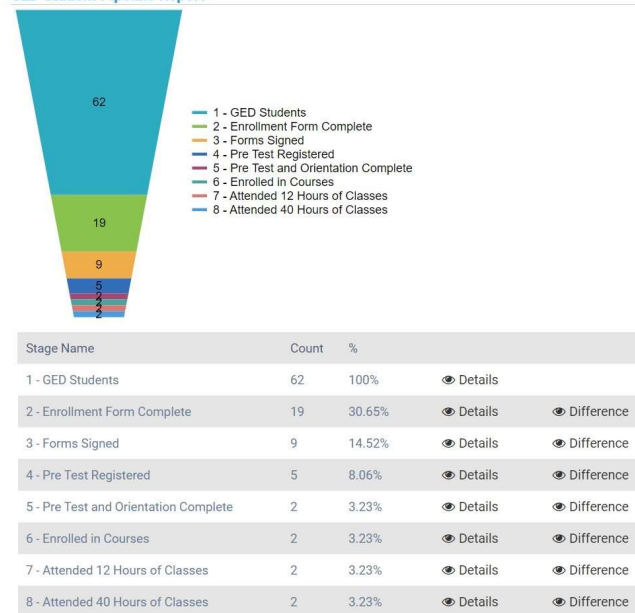 62
19
9
5
2
2
2
2
1 - GED Students
2 - Enrollment Form Complete
3 - Forms Signed
4 - Pre Test Registered
5 - Pre Test and Orientation Complete
6 - Enrolled in Courses
7 - Attended 12 Hours of Classes
8 - Attended 40 Hours of Classes
Stage Name Count %
1 - GED Students 62 100% Details
2 - Enrollment Form Complete 19 30.65% Details Difference
3 - Forms Signed 9 14.52% Details Difference
4 - Pre Test Registered 5 8.06% Details Difference
5 - Pre Test and Orientation Complete 2 3.23% Details Difference
6 - Enrolled in Courses 2 3.23% Details Difference
7 - Attended 12 Hours of Classes 2 3.23% Details Difference
8 - Attended 40 Hours of Classes 2 3.23% Details Difference